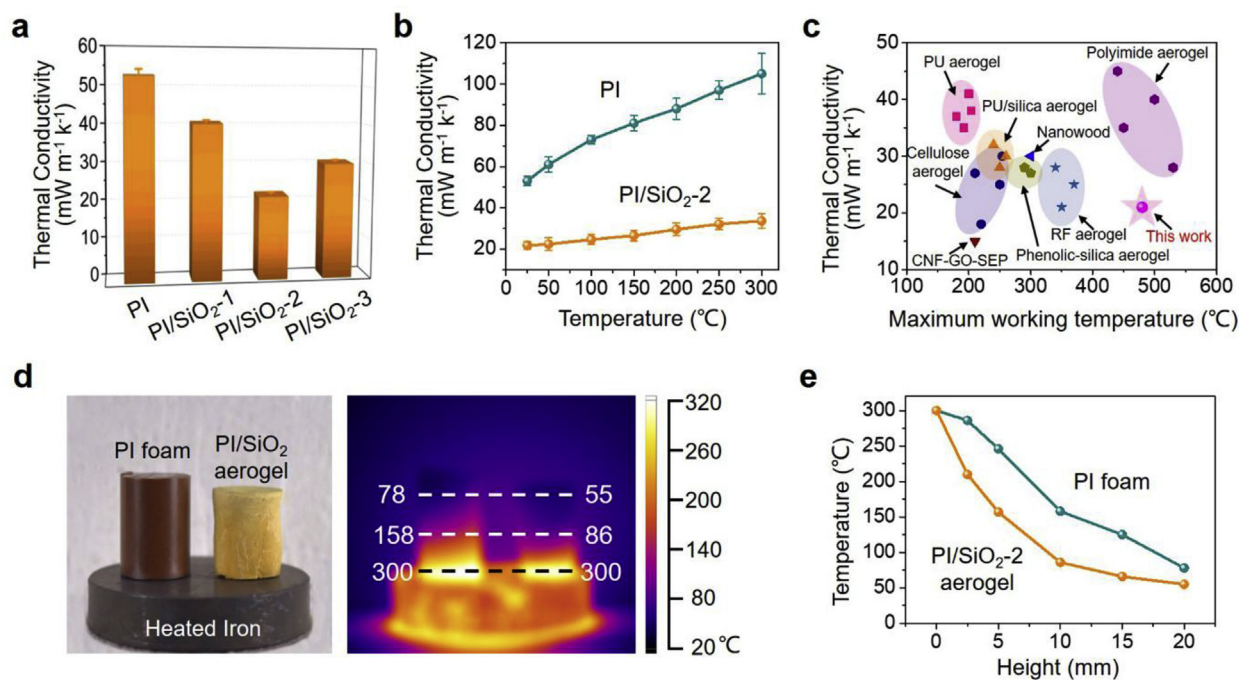 a
Thermal Conductivity
(mW m⁻¹ k⁻¹)
60
50
40
30
20
10
0
PI
PI/SiO₂-1
PI/SiO₂-2
PI/SiO₂-3
b
Thermal Conductivity
(mW m⁻¹ k⁻¹)
120
100
80
60
40
20
PI
PI/SiO₂-2
0 50 100 150 200 250 300
Temperature (℃)
c
Thermal Conductivity
(mW m⁻¹ k⁻¹)
50
40
30
20
10
PU aerogel
Polyimide aerogel
PU/silica aerogel
Nanowood
Cellulose
aerogel
RF aerogel
This work
CNF-GO-SEP
Phenolic-silica aerogel
100 200 300 400 500 600
Maximum working temperature (℃)
d
PI foam
PI/SiO₂
aerogel
Heated Iron
78 55
158 86
300 300
320
260
200
140
80
20℃
e
Temperature (℃)
300
250
200
150
100
50
0
PI foam
PI/SiO₂-2
aerogel
0 5 10 15 20
Height (mm)